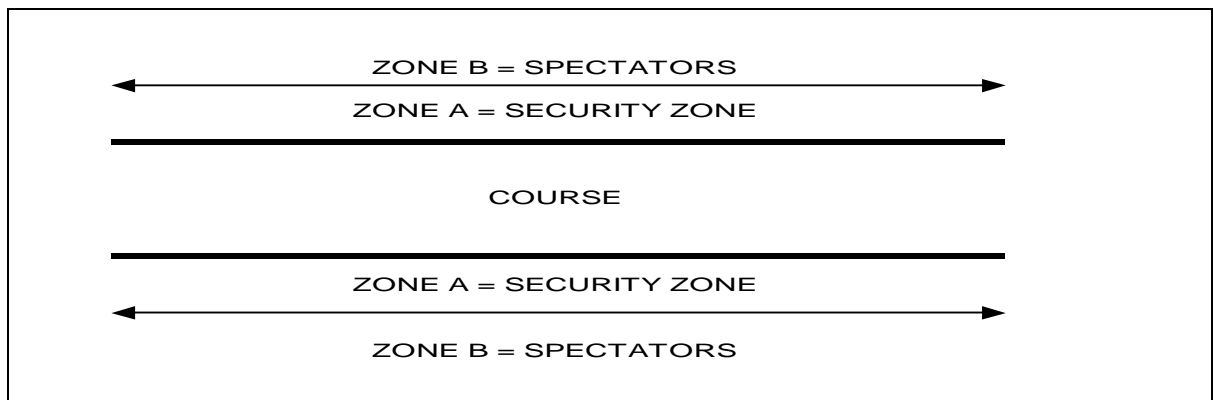 ZONE B = SPECTATORS
ZONE A = SECURITY ZONE
COURSE
ZONE A = SECURITY ZONE
ZONE B = SPECTATORS